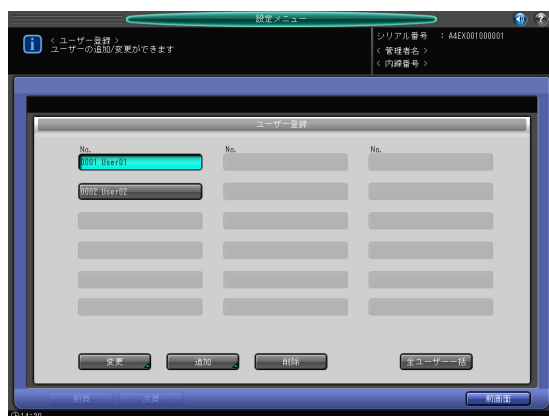 設定メニュー
< ユーザー登録 >
ユーザーの追加/変更ができます
シリアル番号 : A4EX001000001
< 管理者名 >
< 内線番号 >
ユーザー登録
No. No. No.
0001 User01
0002 User02
変更 追加 削除 全ユーザー一括
前頁 次頁 前画面
14:20